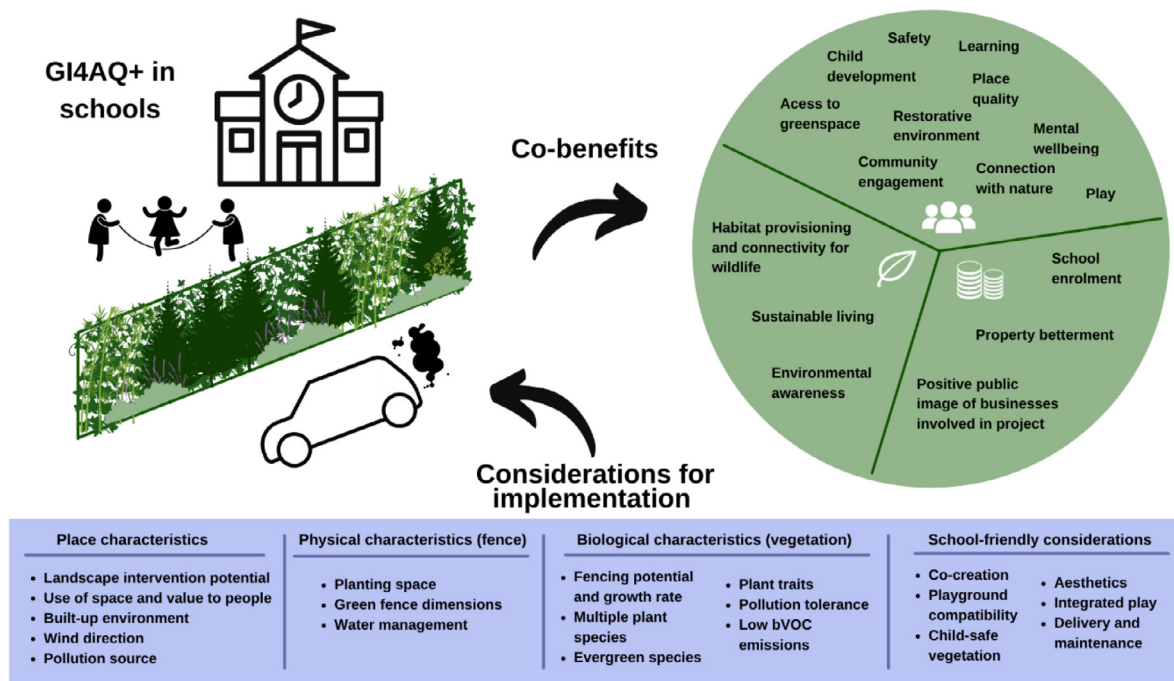 GI4AQ+ in
schools
Co-benefits
Safety
Learning
Child
development
Place
quality
Acess to
greenspace
Restorative
environment
Mental
wellbeing
Community
engagement
Connection
with nature
Play
Habitat provisioning
and connectivity for
wildlife
Sustainable living
Environmental
awareness
School
enrolment
Property betterment
Positive public
image of businesses
involved in project
Considerations for
implementation
Place characteristics
• Landscape intervention potential
• Use of space and value to people
• Built-up environment
• Wind direction
• Pollution source
Physical characteristics (fence)
• Planting space
• Green fence dimensions
• Water management
Biological characteristics (vegetation)
• Fencing potential
and growth rate
• Multiple plant
species
• Evergreen species
• Plant traits
• Pollution tolerance
• Low bVOC
emissions
School-friendly considerations
• Co-creation
• Playground
compatibility
• Child-safe
vegetation
• Aesthetics
• Integrated play
• Delivery and
maintenance